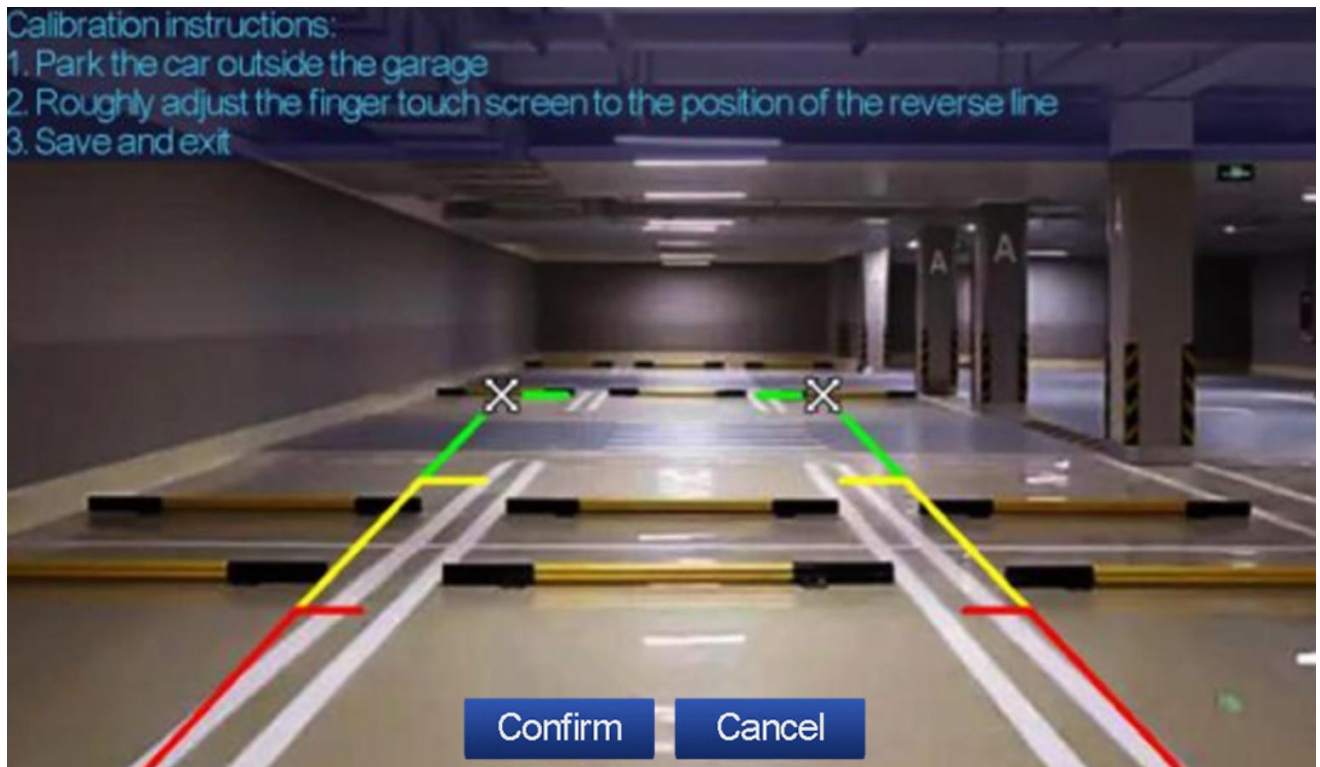 Calibration instructions:
1. Park the car outside the garage
2. Roughly adjust the finger touch screen to the position of the reverse line
3. Save and exit
A
A
Confirm
Cancel